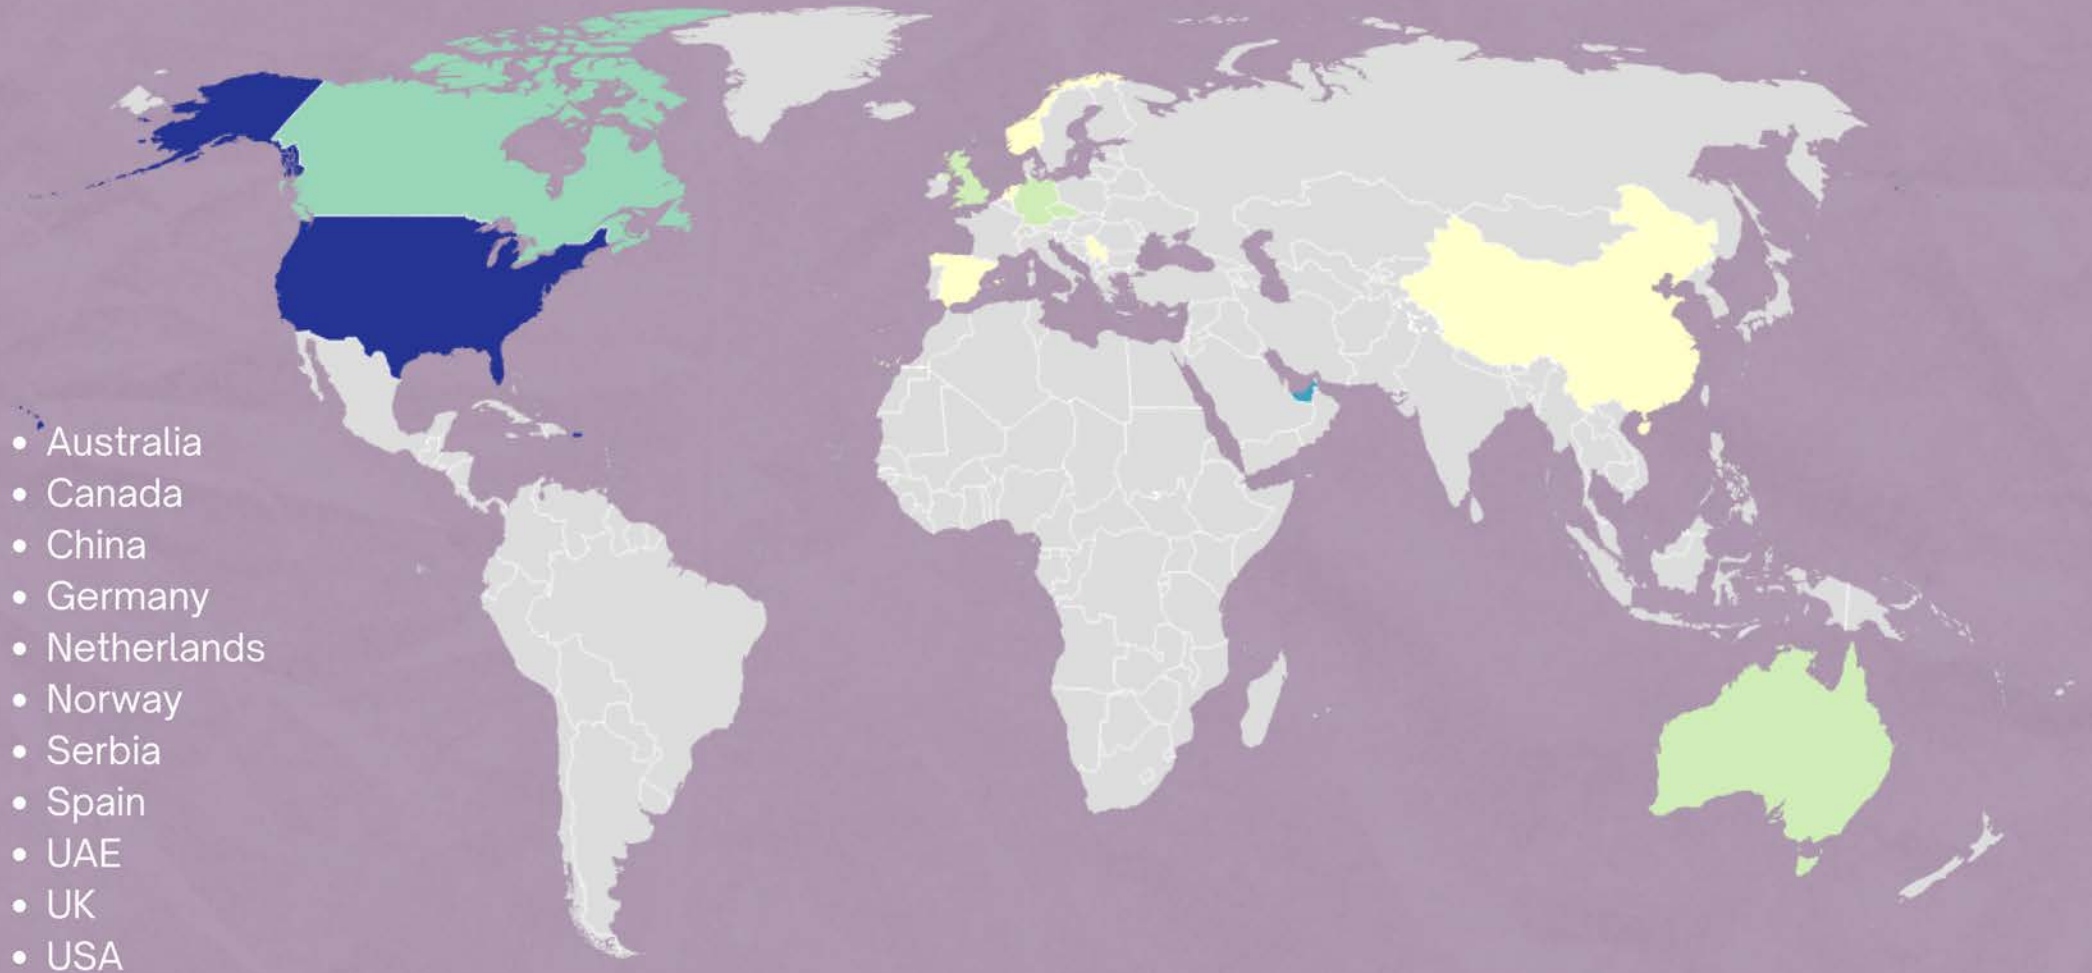 • Australia
• Canada
• China
• Germany
• Netherlands
• Norway
• Serbia
• Spain
• UAE
• UK
• USA